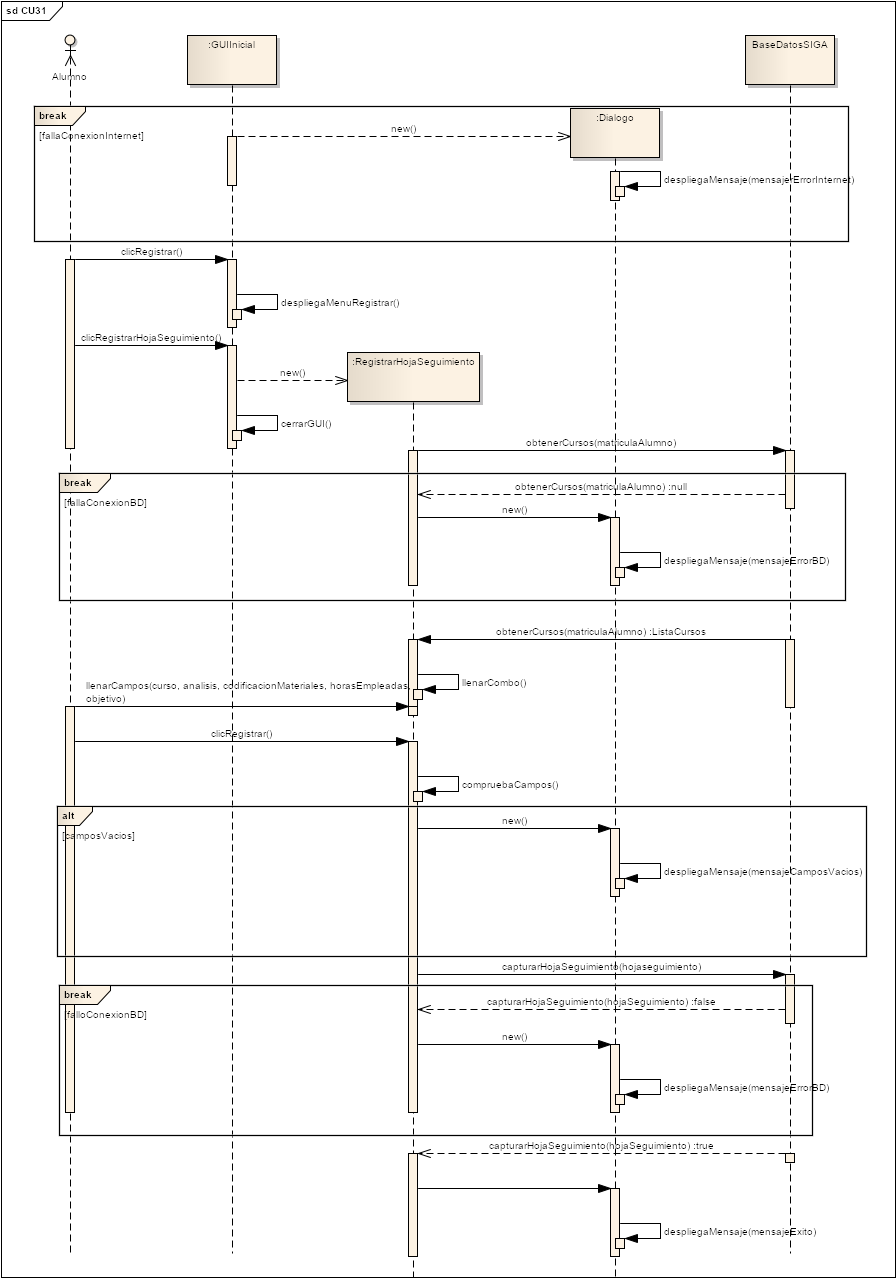 sd CU31
:GUIInicial
BaseDatosSIGA
Alumno
break
[fallaConexionInternet]
new()
:Dialogo
despliegaMensaje(mensajeErrorInternet)
clicRegistrar()
despliegaMenuRegistrar()
clicRegistrarHojaSeguimiento()
:RegistrarHojaSeguimiento
new()
cerrarGUI()
obtenerCursos(matriculaAlumno)
break
[fallaConexionBD]
obtenerCursos(matriculaAlumno) :null
new()
despliegaMensaje(mensajeErrorBD)
obtenerCursos(matriculaAlumno) :ListaCursos
llenarCombo()
llenarCampos(curso, analisis, codificacionMateriales, horasEmpleadas,
objetivo)
clicRegistrar()
compruebaCampos()
alt
[camposVacios]
new()
despliegaMensaje(mensajeCamposVacios)
capturarHojaSeguimiento(hojaseguimiento)
break
[falloConexionBD]
capturarHojaSeguimiento(hojaSeguimiento) :false
new()
despliegaMensaje(mensajeErrorBD)
capturarHojaSeguimiento(hojaSeguimiento) :true
despliegaMensaje(mensajeExito)